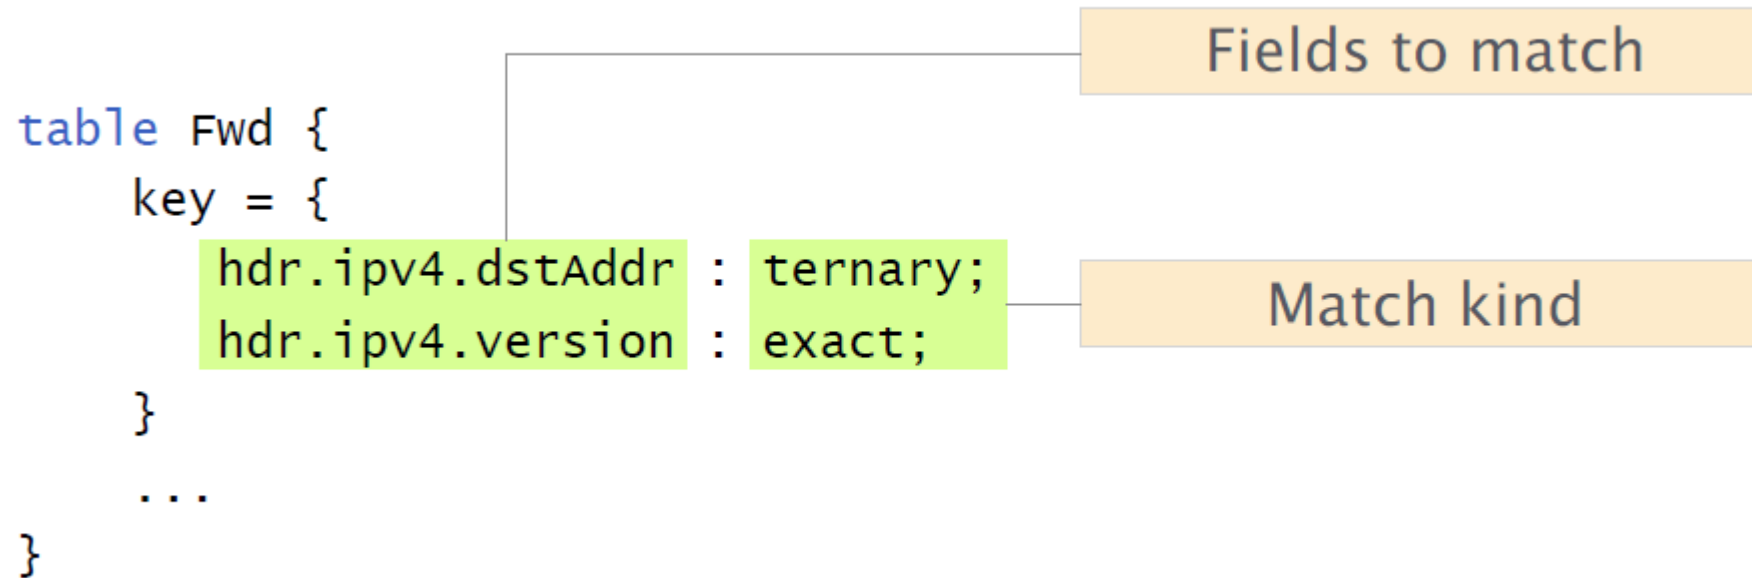 Fields to match
table Fwd {
key = {
hdr.ipv4.dstAddr : ternary;
hdr.ipv4.version : exact;
Match kind
}
...
}